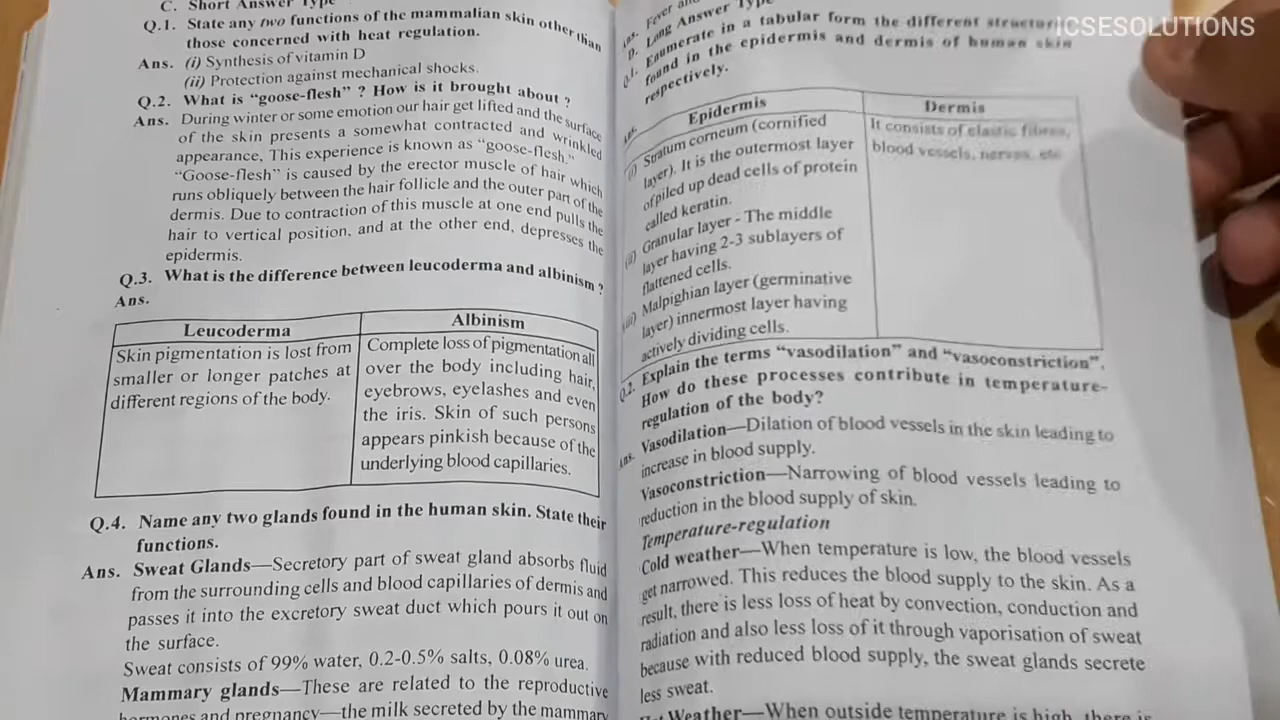 C. Short Answer Type
Q.1. State any two functions of the mammalian skin other than
those concerned with heat regulation.
Ans. (i) Synthesis of vitamin D
(ii) Protection against mechanical shocks.
Q.2. What is “goose-flesh” ? How is it brought about ?
Ans. During winter or some emotion our hair get lifted and the surface
of the skin presents a somewhat contracted and wrinkled
appearance, This experience is known as “goose-flesh.”
“Goose-flesh” is caused by the erector muscle of hair which
runs obliquely between the hair follicle and the outer part of the
dermis. Due to contraction of this muscle at one end pulls the
hair to vertical position, and at the other end, depresses the
epidermis.
Q.3. What is the difference between leucoderma and albinism ?
Ans.
Leucoderma
Skin pigmentation is lost from
smaller or longer patches at
different regions of the body.
Albinism
Complete loss of pigmentation all
over the body including hair,
eyebrows, eyelashes and even
the iris. Skin of such persons
appears pinkish because of the
underlying blood capillaries.
Q.4. Name any two glands found in the human skin. State their
functions.
Ans. Sweat Glands—Secretory part of sweat gland absorbs fluid
from the surrounding cells and blood capillaries of dermis and
passes it into the excretory sweat duct which pours it out on
the surface.
Sweat consists of 99% water, 0.2-0.5% salts, 0.08% urea.
Mammary glands—These are related to the reproductive
hormones and pregnancy—the milk secreted by the mammary
ICSESOLUTIONS
Ans. Fever
D. Long Answer Type
Q.1. Enumerate in a tabular form the different structures
found in the epidermis and dermis of human skin
respectively.
Ans.
Epidermis
(i) Stratum corneum (cornified
layer). It is the outermost layer
of piled up dead cells of protein
called keratin.
(ii) Granular layer - The middle
layer having 2-3 sublayers of
flattened cells.
(iii) Malpighian layer (germinative
layer) innermost layer having
actively dividing cells.
Dermis
It consists of elastic fibres,
blood vessels, nerves, etc
Q.2. Explain the terms “vasodilation” and “vasoconstriction”.
How do these processes contribute in temperature-
regulation of the body?
Ans. Vasodilation—Dilation of blood vessels in the skin leading to
increase in blood supply.
Vasoconstriction—Narrowing of blood vessels leading to
reduction in the blood supply of skin.
Temperature-regulation
Cold weather—When temperature is low, the blood vessels
get narrowed. This reduces the blood supply to the skin. As a
result, there is less loss of heat by convection, conduction and
radiation and also less loss of it through vaporisation of sweat
because with reduced blood supply, the sweat glands secrete
less sweat.
Weather—When outside temperature is high, there is